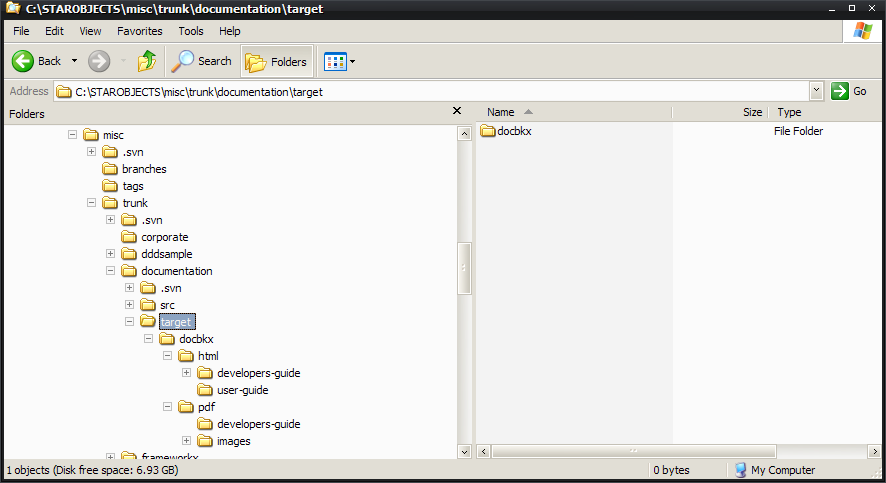 C:\STAROBJECTS\misc\trunk\documentation\target
File Edit View Favorites Tools Help
Back Search Folders
Address C:\STAROBJECTS\misc\trunk\documentation\target Go
Folders
Name Size Type
docbkx File Folder
misc
.svn
branches
tags
trunk
.svn
corporate
dddsample
documentation
.svn
src
target
docbkx
html
developers-guide
user-guide
pdf
developers-guide
images
frameworkx
1 objects (Disk free space: 6.93 GB) 0 bytes My Computer